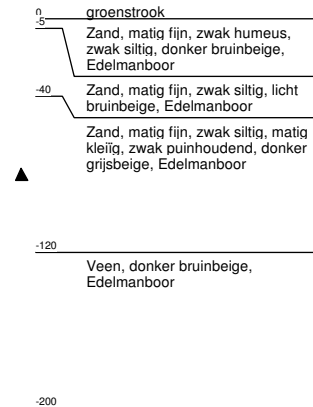 0
groenstrook
-5
Zand, matig fijn, zwak humeus,
zwak siltig, donker bruinbeige,
Edelmanboor
-40
Zand, matig fijn, zwak siltig, licht
bruinbeige, Edelmanboor
Zand, matig fijn, zwak siltig, matig
kleiïg, zwak puinhoudend, donker
grijsbeige, Edelmanboor
-120
Veen, donker bruinbeige,
Edelmanboor
-200